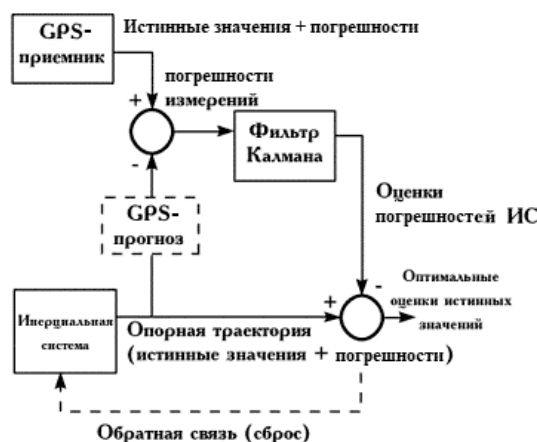 GPS-
приемник
Истинные значения + погрешности
погрешности
измерений
+
-
Фильтр
Калмана
GPS-
прогноз
Оценки
погрешностей ИС
-
+
Оптимальные
оценки истинных
значений
Инерциальная
система
Опорная траектория
(истинные значения + погрешности)
Обратная связь (сброс)